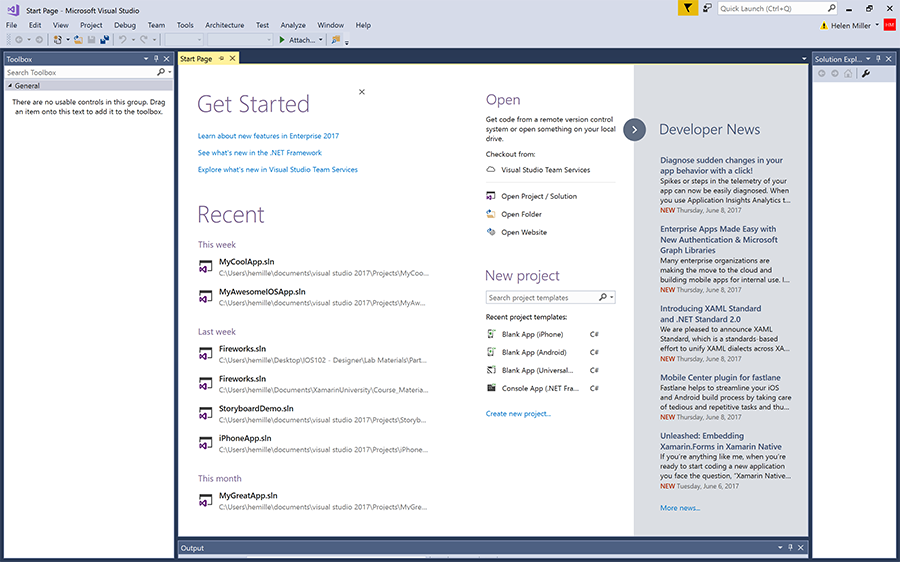 Start Page - Microsoft Visual Studio
Quick Launch (Ctrl+Q)
File Edit View Project Debug Team Tools Architecture Test Analyze Window Help
Helen Miller HM
Attach...
Toolbox
Search Toolbox
General
There are no usable controls in this group. Drag
an item onto this text to add it to the toolbox.
Start Page
Get Started
Learn about new features in Enterprise 2017
See what's new in the .NET Framework
Explore what's new in Visual Studio Team Services
Recent
This week
MyCoolApp.sln
C:\Users\hemille\documents\visual studio 2017\Projects\MyCoo...
MyAwesomeIOSApp.sln
C:\Users\hemille\documents\visual studio 2017\Projects\MyAw...
Last week
Fireworks.sln
C:\Users\hemille\Desktop\IOS102 - Designer\Lab Materials\Part...
Fireworks.sln
C:\Users\hemille\Documents\XamarinUniversity\Course_Materia...
StoryboardDemo.sln
C:\Users\hemille\documents\visual studio 2017\Projects\Storyb...
iPhoneApp.sln
C:\Users\hemille\documents\visual studio 2017\Projects\iPhone...
This month
MyGreatApp.sln
C:\Users\hemille\documents\visual studio 2017\Projects\MyGre...
Open
Get code from a remote version control
system or open something on your local
drive.
Checkout from:
Visual Studio Team Services
Open Project / Solution
Open Folder
Open Website
New project
Search project templates
Recent project templates:
Blank App (iPhone) C#
Blank App (Android) C#
Blank App (Universal... C#
Console App (.NET Fra... C#
Create new project...
Developer News
Diagnose sudden changes in your
app behavior with a click!
Spikes or steps in the telemetry of your
app can now be easily diagnosed. When
you use Application Insights Analytics t...
NEW Thursday, June 8, 2017
Enterprise Apps Made Easy with
New Authentication & Microsoft
Graph Libraries
Many enterprise organizations are
making the move to the cloud and
building mobile apps for internal use. I...
NEW Thursday, June 8, 2017
Introducing XAML Standard
and .NET Standard 2.0
We are pleased to announce XAML
Standard, which is a standards-based
effort to unify XAML dialects across XA...
NEW Thursday, June 8, 2017
Mobile Center plugin for fastlane
Fastlane helps to streamline your iOS
and Android build process by taking care
of tedious and repetitive tasks and thu...
NEW Thursday, June 8, 2017
Unleashed: Embedding
Xamarin.Forms in Xamarin Native
If you're anything like me, when you're
ready to start coding a new application
you face the question, "Xamarin Native...
NEW Tuesday, June 6, 2017
More news...
Solution Expl...
Output